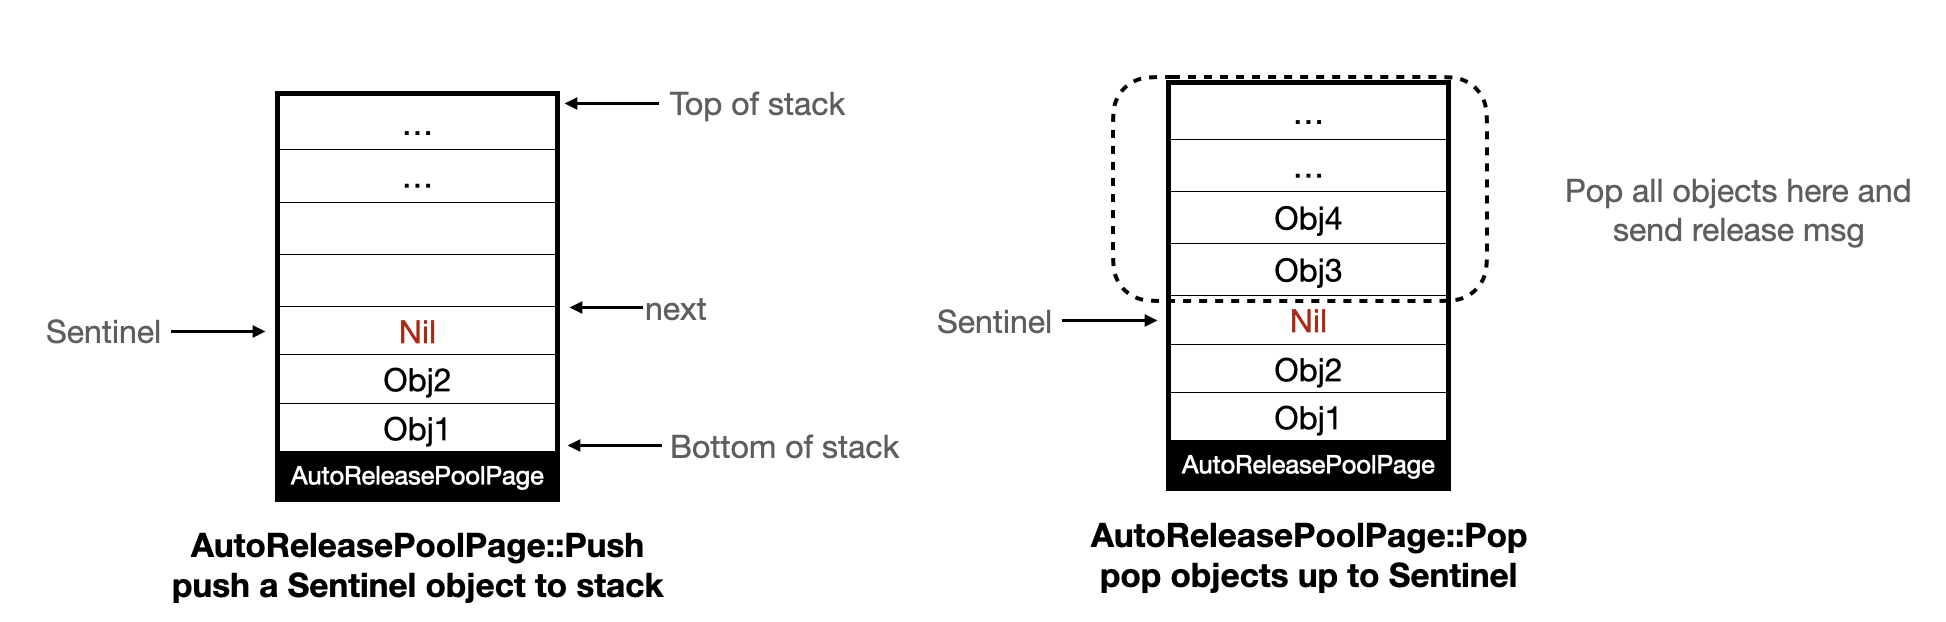 ...
Top of stack
...
next
Sentinel
Nil
Obj2
Obj1
Bottom of stack
AutoReleasePoolPage
AutoReleasePoolPage::Push
push a Sentinel object to stack
...
...
Pop all objects here and
send release msg
Obj4
Obj3
Sentinel
Nil
Obj2
Obj1
AutoReleasePoolPage
AutoReleasePoolPage::Pop
pop objects up to Sentinel